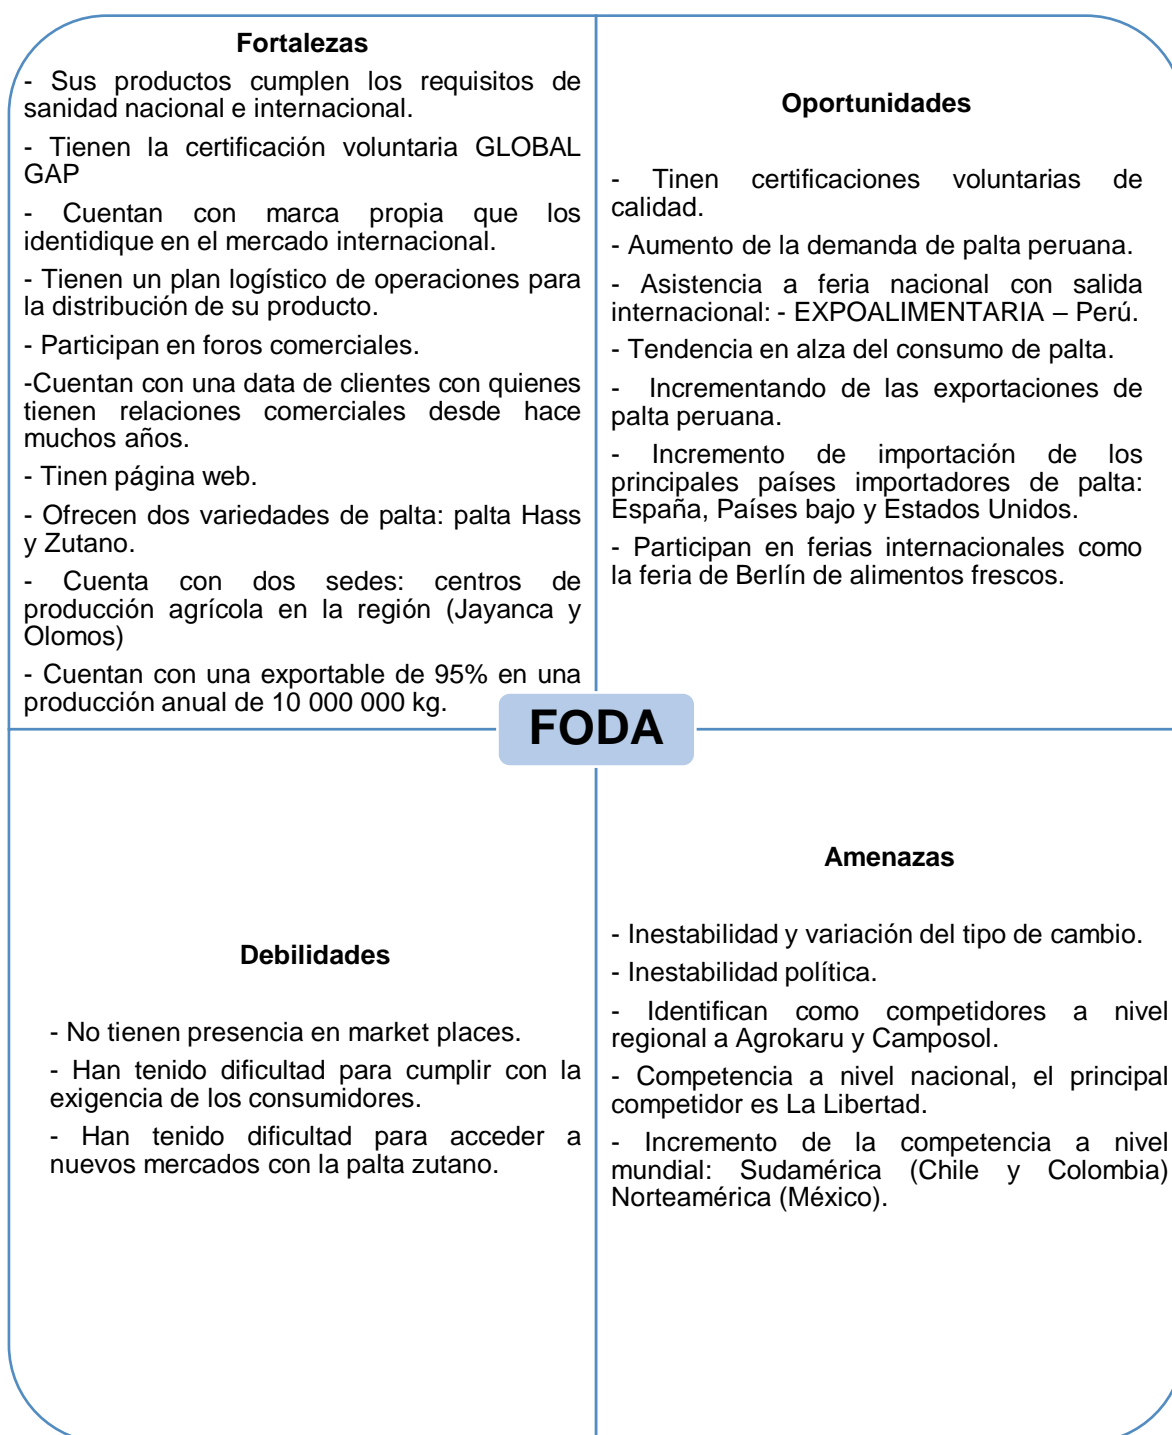 Fortalezas
- Sus productos cumplen los requisitos de
sanidad nacional e internacional.
- Tienen la certificación voluntaria GLOBAL
GAP
- Cuentan con marca propia que los
identidique en el mercado internacional.
- Tienen un plan logístico de operaciones para
la distribución de su producto.
- Participan en foros comerciales.
-Cuentan con una data de clientes con quienes
tienen relaciones comerciales desde hace
muchos años.
- Tinen página web.
- Ofrecen dos variedades de palta: palta Hass
y Zutano.
- Cuenta con dos sedes: centros de
producción agrícola en la región (Jayanca y
Olomos)
- Cuentan con una exportable de 95% en una
producción anual de 10 000 000 kg.
Oportunidades
- Tinen certificaciones voluntarias de
calidad.
- Aumento de la demanda de palta peruana.
- Asistencia a feria nacional con salida
internacional: - EXPOALIMENTARIA – Perú.
- Tendencia en alza del consumo de palta.
- Incrementando de las exportaciones de
palta peruana.
- Incremento de importación de los
principales países importadores de palta:
España, Países bajo y Estados Unidos.
- Participan en ferias internacionales como
la feria de Berlín de alimentos frescos.
FODA
Debilidades
- No tienen presencia en market places.
- Han tenido dificultad para cumplir con la
exigencia de los consumidores.
- Han tenido dificultad para acceder a
nuevos mercados con la palta zutano.
Amenazas
- Inestabilidad y variación del tipo de cambio.
- Inestabilidad política.
- Identifican como competidores a nivel
regional a Agrokaru y Camposol.
- Competencia a nivel nacional, el principal
competidor es La Libertad.
- Incremento de la competencia a nivel
mundial: Sudamérica (Chile y Colombia)
Norteamérica (México).